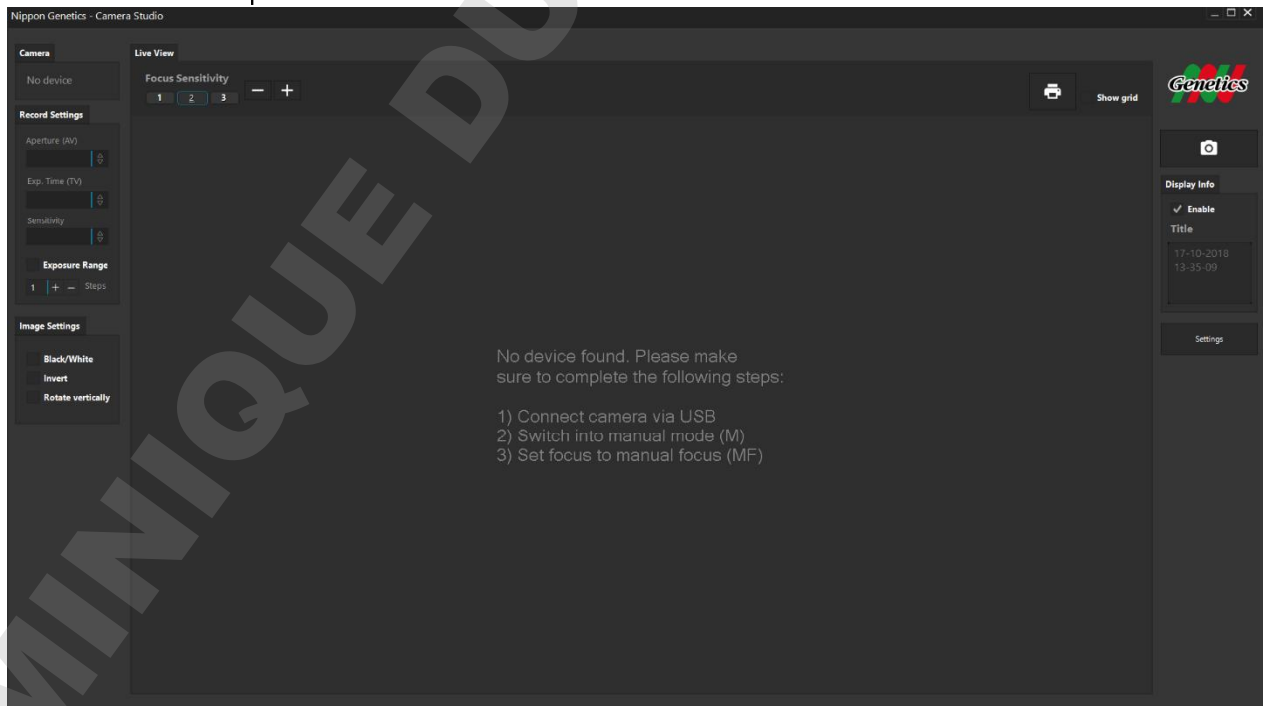 Nippon Genetics - Camera Studio
Camera
No device
Record Settings
Aperture (AV)
Exp. Time (TV)
Sensitivity
Exposure Range
1 + − Steps
Image Settings
Black/White
Invert
Rotate vertically
Live View
Focus Sensitivity
1 2 3 − +
Show grid
No device found. Please make
sure to complete the following steps:
1) Connect camera via USB
2) Switch into manual mode (M)
3) Set focus to manual focus (MF)
Genetics
Display Info
Enable
Title
17-10-2018
13-35-09
Settings
MINIQUE DU